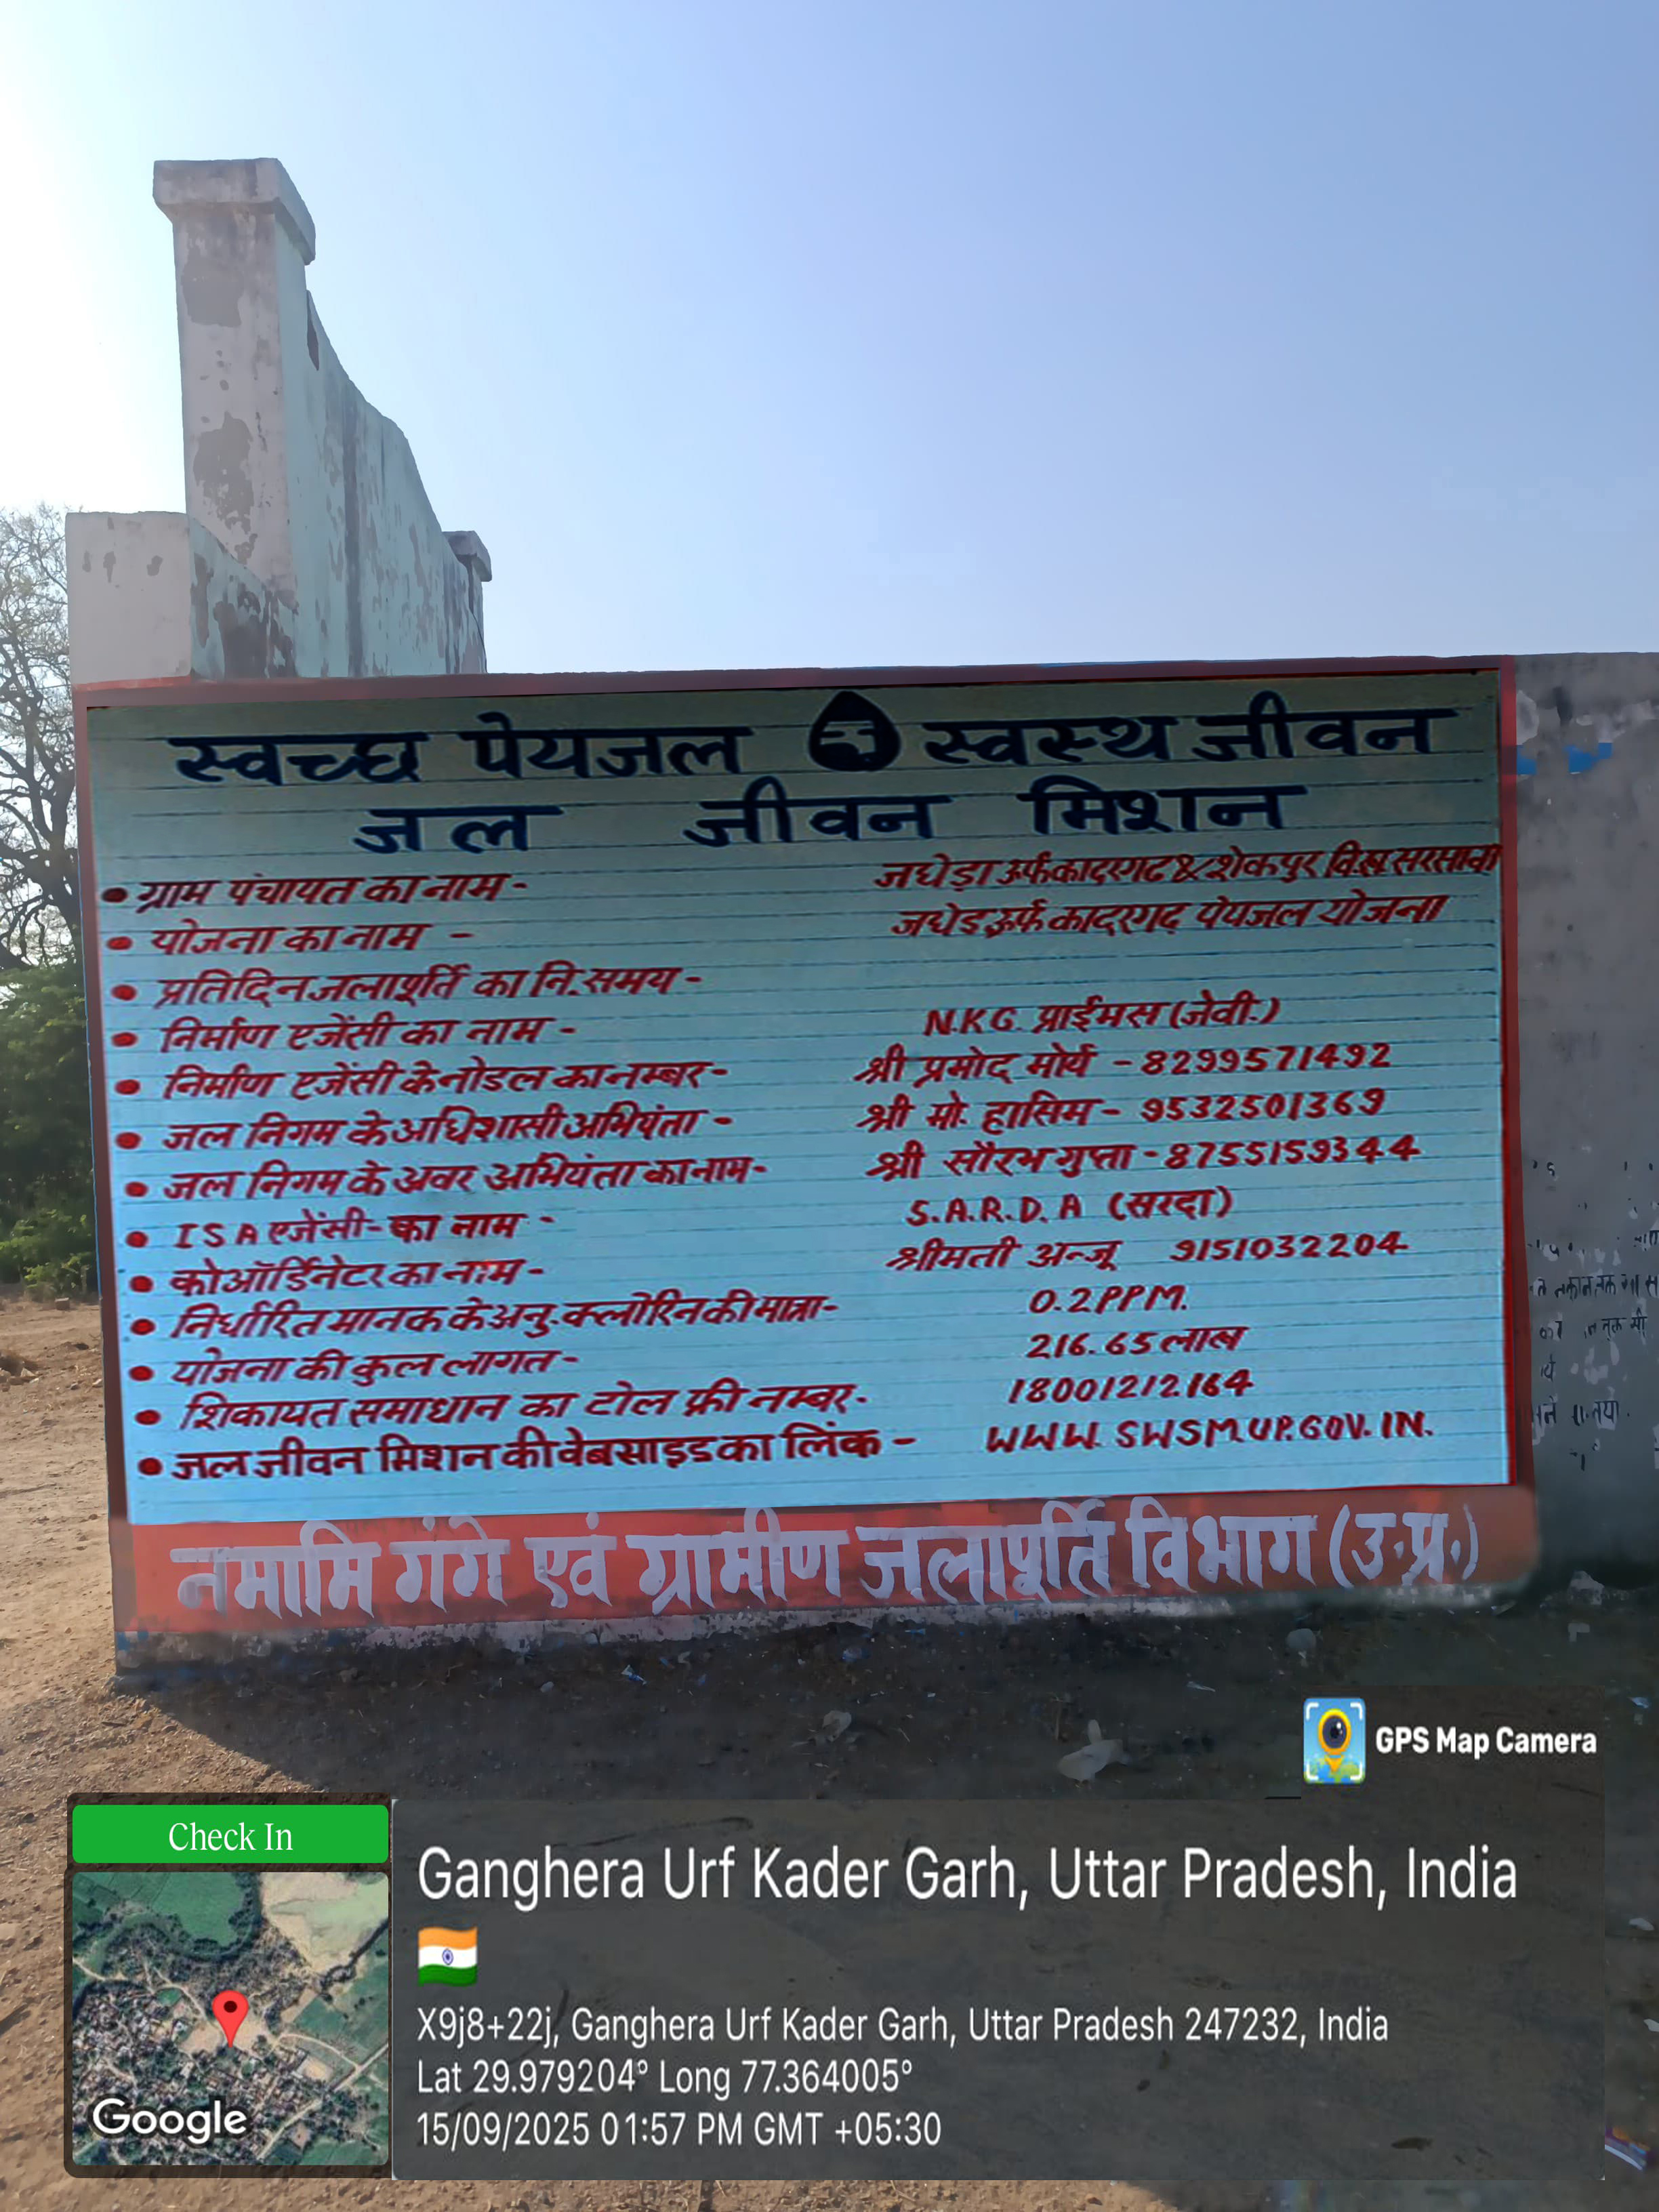 स्वच्छ पेयजल स्वस्थ जीवन
जल जीवन मिशन
• ग्राम पंचायत का नाम - जधेड़ा उर्फ कादरगढ & शेकपुर वि.ख. सरसावा
• योजना का नाम - जधेड उर्फ कादरगढ़ पेयजल योजना
• प्रतिदिन जलापूर्ति का नि. समय -
• निर्माण एजेंसी का नाम - N.K.G. प्राईमस (जेवी.)
• निर्माण एजेंसी के नोडल का नम्बर - श्री प्रमोद मोर्य - 8299571492
• जल निगम के अधिशासी अभियंता - श्री मो. हासिम - 9532501369
• जल निगम के अवर अभियंता का नाम - श्री सौरभ गुप्ता - 8755159344
• ISA एजेंसी - का नाम - S.A.R.D.A (सरदा)
• कोऑर्डिनेटर का नाम - श्रीमती अन्जू 9151032204
• निर्धारित मानक के अनु. क्लोरिन की मात्रा - 0.2 PPM.
• योजना की कुल लागत - 216.65 लाख
• शिकायत समाधान का टोल फ्री नम्बर. 18001212164
• जल जीवन मिशन की वेबसाइड का लिंक - WWW. SWSM.UP.GOV. IN.
नमामि गंगे एवं ग्रामीण जलापूर्ति विभाग (उ.प्र.)
GPS Map Camera
Check In
Google
Ganghera Urf Kader Garh, Uttar Pradesh, India
X9j8+22j, Ganghera Urf Kader Garh, Uttar Pradesh 247232, India
Lat 29.979204° Long 77.364005°
15/09/2025 01:57 PM GMT +05:30